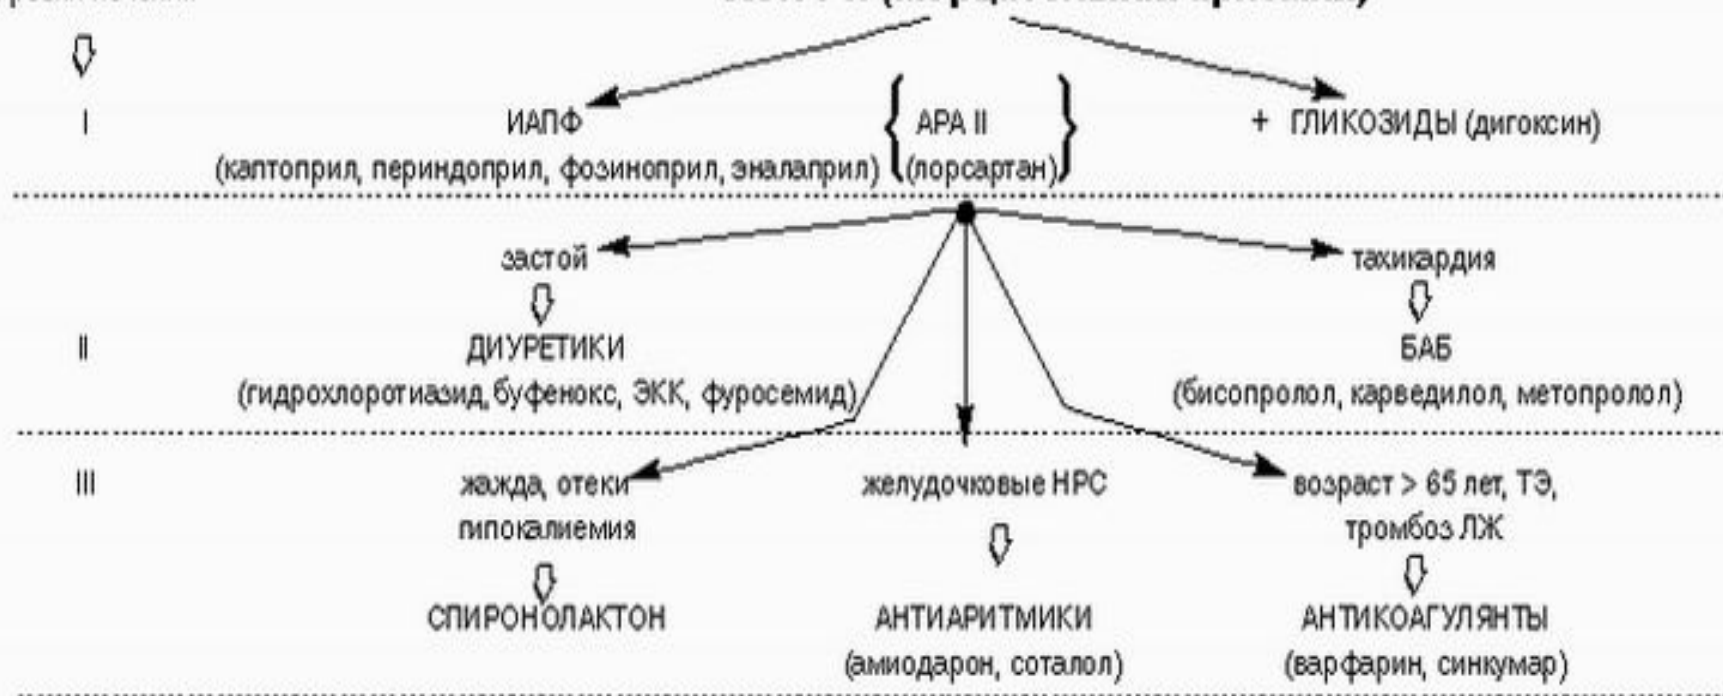 I ИАПФ { АРА II } + ГЛИКОЗИДЫ (дигоксин)
(каптоприл, периндоприл, фозиноприл, эналаприл) (лорсартан)
застой тахикардия
II ДИУРЕТИКИ БАБ
(гидрохлоротиазид, буфенокс, ЭКК, фуросемид) (бисопролол, карведилол, метопролол)
III жажда, отеки желудочковые НРС возраст > 65 лет, ТЭ,
гипокалиемия тромбоз ЛЖ
СПИРОНОЛАКТОН АНТИАРИТМИКИ АНТИКОАГУЛЯНТЫ
(амиодарон, соталол) (варфарин, синкумар)